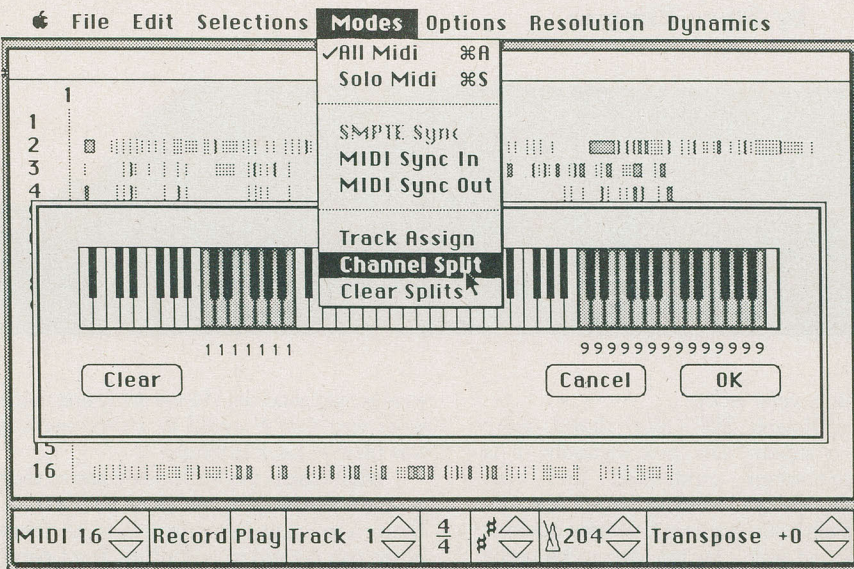 File Edit Selections Modes Options Resolution Dynamics
✓All Midi ⌘A
Solo Midi ⌘S
SMPTE Sync
MIDI Sync In
MIDI Sync Out
Track Assign
Channel Split
Clear Splits
1
1
2
3
4
1111111
99999999999999
Clear
Cancel
OK
15
16
MIDI 16 Record Play Track 1 4/4 204 Transpose +0